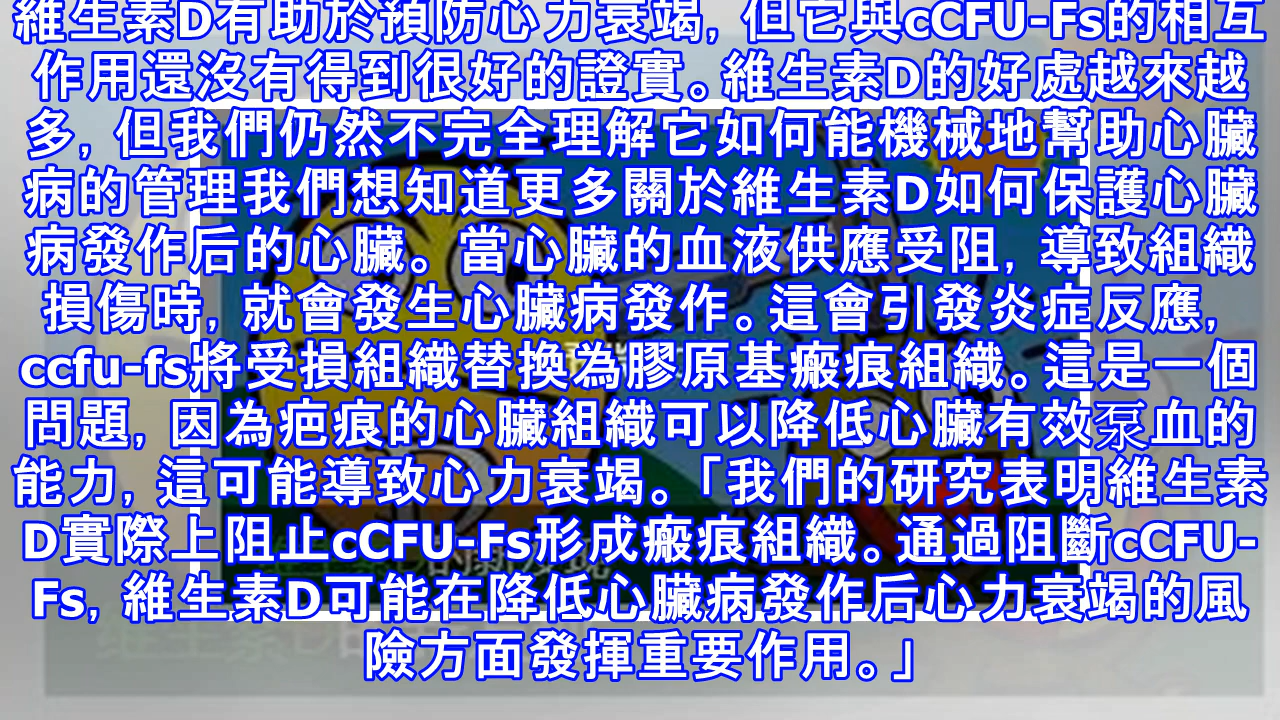 維生素D有助於預防心力衰竭, 但它與cCFU-Fs的相互
作用還沒有得到很好的證實。維生素D的好處越來越
多, 但我們仍然不完全理解它如何能機械地幫助心臟
病的管理我們想知道更多關於維生素D如何保護心臟
病發作后的心臟。當心臟的血液供應受阻, 導致組織
損傷時, 就會發生心臟病發作。這會引發炎症反應,
ccfu-fs將受損組織替換為膠原基瘢痕組織。這是一個
問題, 因為疤痕的心臟組織可以降低心臟有效泵血的
能力, 這可能導致心力衰竭。「我們的研究表明維生素
D實際上阻止cCFU-Fs形成瘢痕組織。通過阻斷cCFU-
Fs, 維生素D可能在降低心臟病發作后心力衰竭的風
險方面發揮重要作用。」